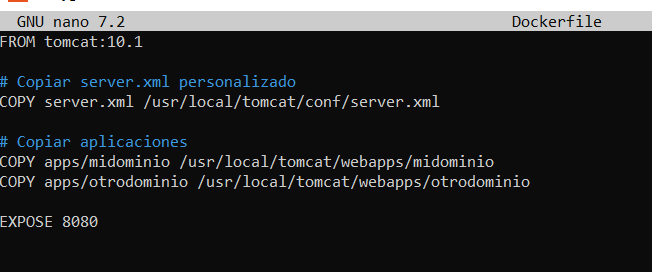 GNU nano 7.2 Dockerfile
FROM tomcat:10.1
# Copiar server.xml personalizado
COPY server.xml /usr/local/tomcat/conf/server.xml
# Copiar aplicaciones
COPY apps/midominio /usr/local/tomcat/webapps/midominio
COPY apps/otrodominio /usr/local/tomcat/webapps/otrodominio
EXPOSE 8080